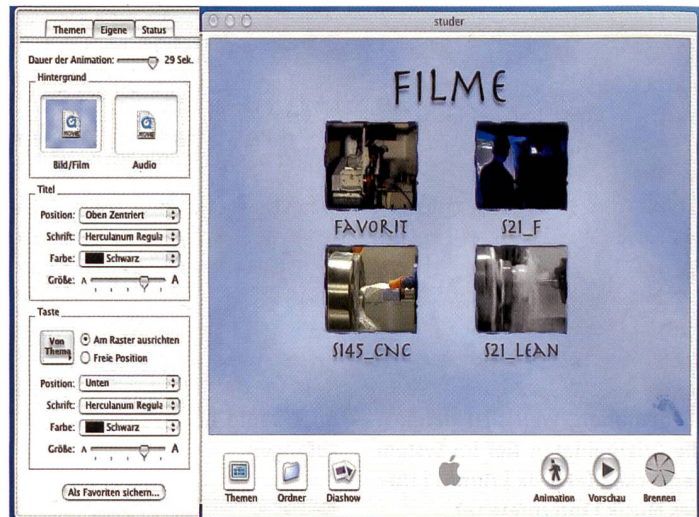 Themen Eigene Status
Dauer der Animation: 29 Sek.
Hintergrund
MOVIE MOVIE
Bild/Film Audio
Titel
Position: Oben Zentriert
Schrift: Herculanum Regula
Farbe: Schwarz
Größe: A A
Taste
Von Thema
Am Raster ausrichten
Freie Position
Position: Unten
Schrift: Herculanum Regula
Farbe: Schwarz
Größe: A A
Als Favoriten sichern...
studer
FILME
FAVORIT S21_F
S145_CNC S21_LEAN
Themen Ordner Diashow Animation Vorschau Brennen